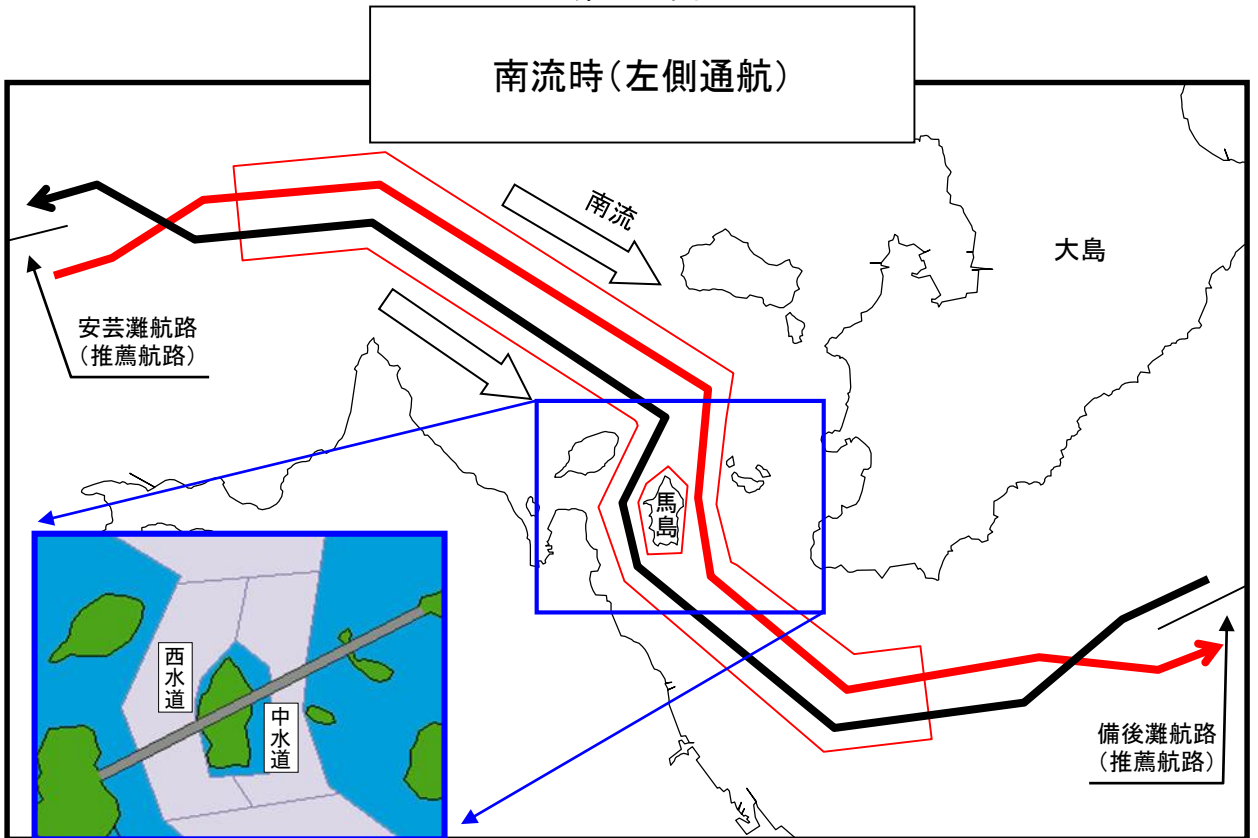 南流時(左側通航)
南流
大島
安芸灘航路
(推薦航路)
馬島
西水道
中水道
備後灘航路
(推薦航路)